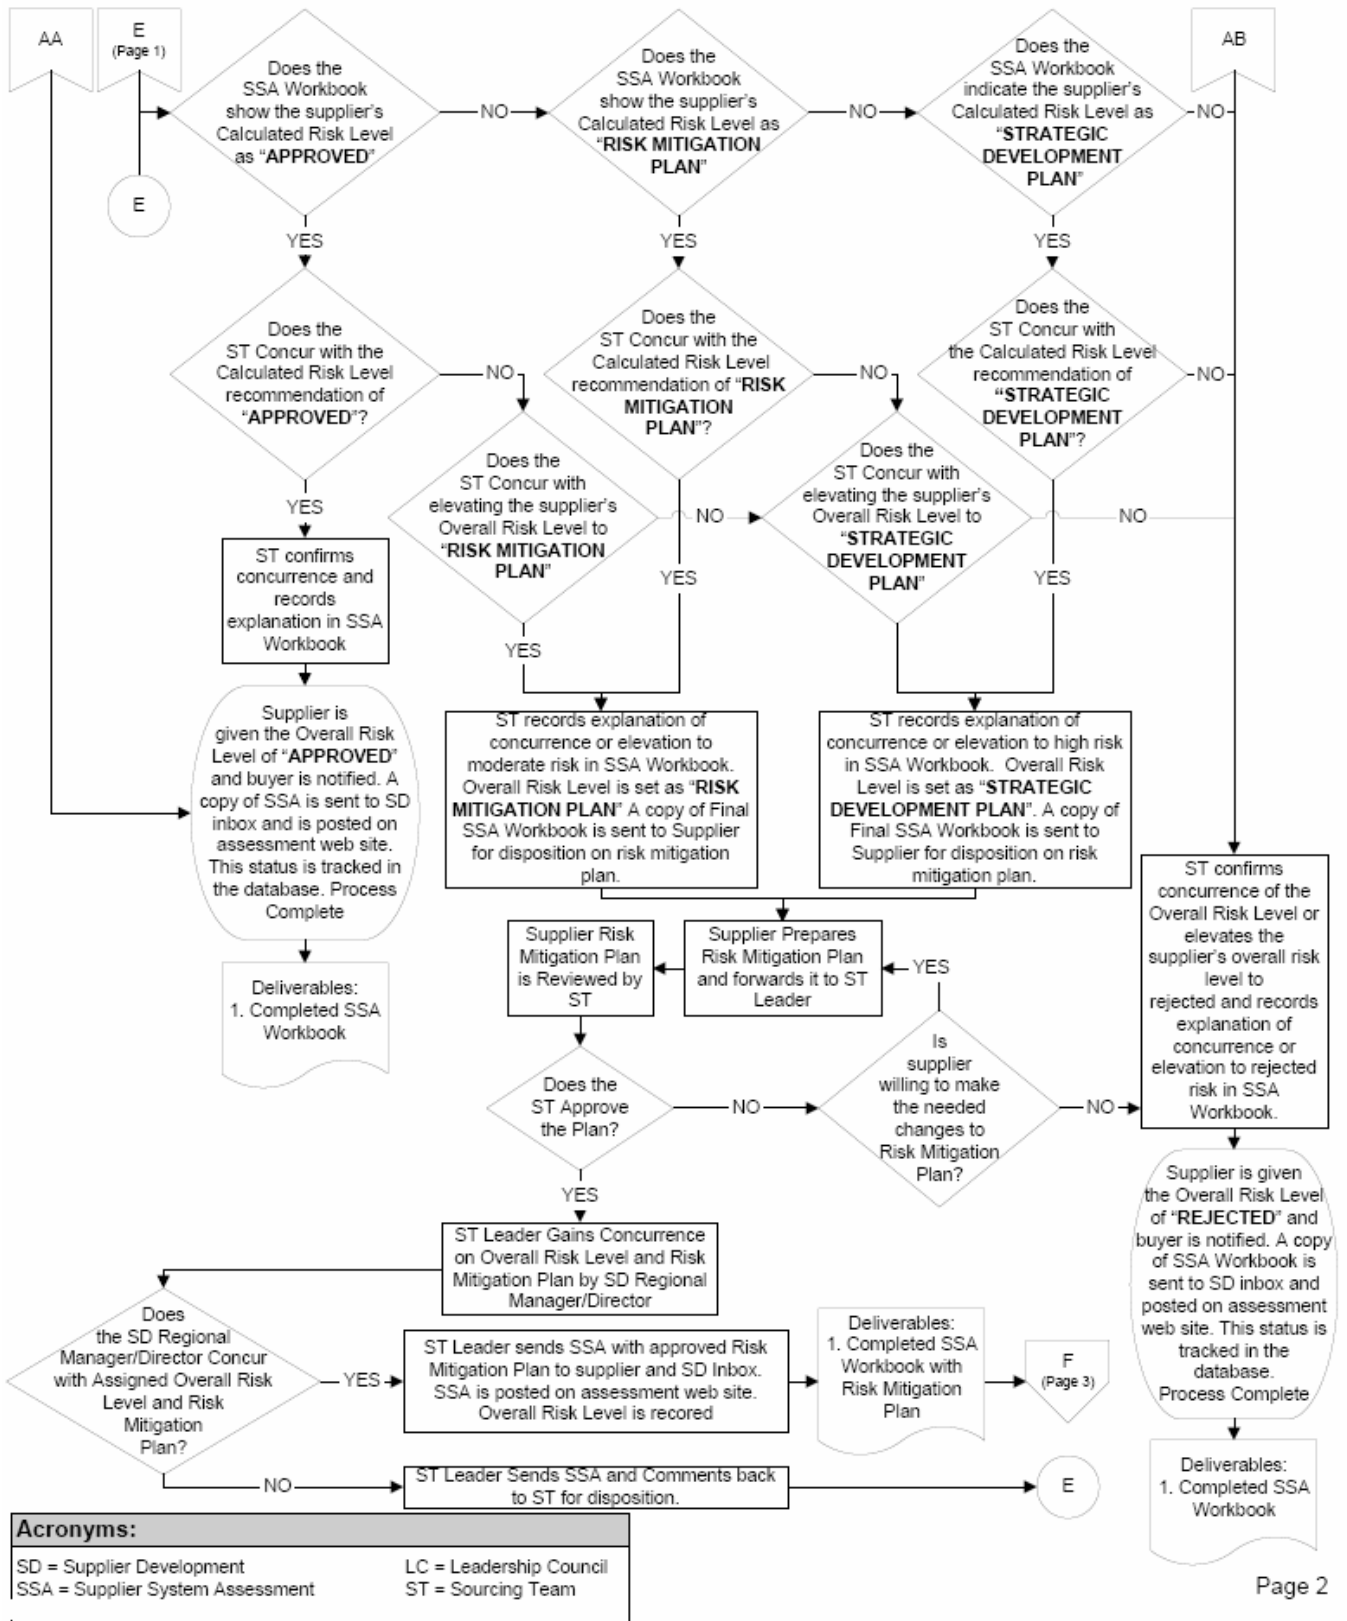 AA
E
(Page 1)
Does the
SSA Workbook
show the supplier's
Calculated Risk Level
as “APPROVED”
NO
Does the
SSA Workbook
show the supplier's
Calculated Risk Level as
“RISK MITIGATION
PLAN”
NO
Does the
SSA Workbook
indicate the supplier's
Calculated Risk Level as
“STRATEGIC
DEVELOPMENT
PLAN”
NO
AB
E
YES
YES
YES
Does the
ST Concur with the
Calculated Risk Level
recommendation of
“APPROVED”?
NO
Does the
ST Concur with the
Calculated Risk Level
recommendation of “RISK
MITIGATION
PLAN”?
NO
Does the
ST Concur with
the Calculated Risk Level
recommendation of
“STRATEGIC
DEVELOPMENT
PLAN”?
NO
YES
Does the
ST Concur with
elevating the supplier's
Overall Risk Level to
“RISK MITIGATION
PLAN”
NO
YES
Does the
ST Concur with
elevating the supplier's
Overall Risk Level to
“STRATEGIC
DEVELOPMENT
PLAN”
NO
YES
ST confirms
concurrence and
records
explanation in SSA
Workbook
YES
Supplier is
given the Overall Risk
Level of “APPROVED”
and buyer is notified. A
copy of SSA is sent to SD
inbox and is posted on
assessment web site.
This status is tracked in
the database. Process
Complete
ST records explanation of
concurrence or elevation to
moderate risk in SSA Workbook.
Overall Risk Level is set as “RISK
MITIGATION PLAN” A copy of Final
SSA Workbook is sent to Supplier
for disposition on risk mitigation
plan.
ST records explanation of
concurrence or elevation to high risk
in SSA Workbook. Overall Risk
Level is set as “STRATEGIC
DEVELOPMENT PLAN”. A copy of
Final SSA Workbook is sent to
Supplier for disposition on risk
mitigation plan.
ST confirms
concurrence of the
Overall Risk Level or
elevates the
supplier's overall risk
level to
rejected and records
explanation of
concurrence or
elevation to rejected
risk in SSA
Workbook.
Deliverables:
1. Completed SSA
Workbook
Supplier Risk
Mitigation Plan
is Reviewed by
ST
Supplier Prepares
Risk Mitigation Plan
and forwards it to ST
Leader
YES
Does the
ST Approve
the Plan?
NO
Is
supplier
willing to make
the needed
changes to
Risk Mitigation
Plan?
NO
YES
Supplier is given
the Overall Risk Level
of “REJECTED” and
buyer is notified. A copy
of SSA Workbook is
sent to SD inbox and
posted on assessment
web site. This status is
tracked in the
database.
Process Complete
ST Leader Gains Concurrence
on Overall Risk Level and Risk
Mitigation Plan by SD Regional
Manager/Director
Does
the SD Regional
Manager/Director Concur
with Assigned Overall Risk
Level and Risk
Mitigation
Plan?
YES
ST Leader sends SSA with approved Risk
Mitigation Plan to supplier and SD Inbox.
SSA is posted on assessment web site.
Overall Risk Level is recored
Deliverables:
1. Completed SSA
Workbook with
Risk Mitigation
Plan
F
(Page 3)
NO
ST Leader Sends SSA and Comments back
to ST for disposition.
E
Deliverables:
1. Completed SSA
Workbook
Acronyms:
SD = Supplier Development
LC = Leadership Council
SSA = Supplier System Assessment
ST = Sourcing Team
Page 2